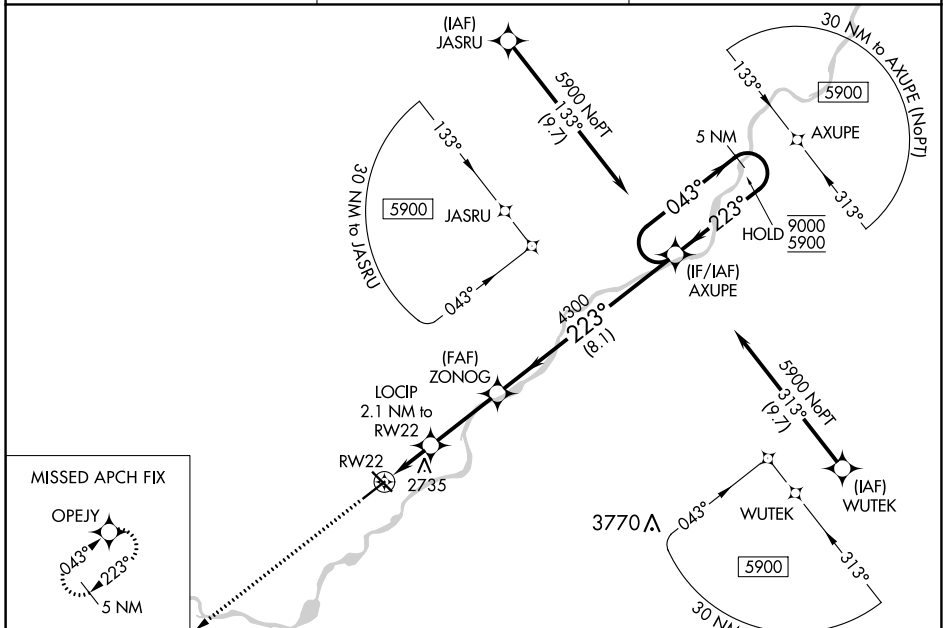 (IAF)
JASRU
5900 NoPT
133°
(9.7)
30 NM to AXUPE (NoPT)
133°
5900
AXUPE
313°
133°
30 NM to JASRU
5900
JASRU
043°
5 NM
043°
223°
HOLD
9000
5900
(IF/IAF)
AXUPE
4300
223°
(8.1)
(FAF)
ZONOG
LOCIP
2.1 NM to
RW22
RW22
2735
5900 NoPT
313°
(9.7)
(IAF)
WUTEK
3770
043°
WUTEK
313°
5900
30 NM
MISSED APCH FIX
OPEJY
043°
223°
5 NM